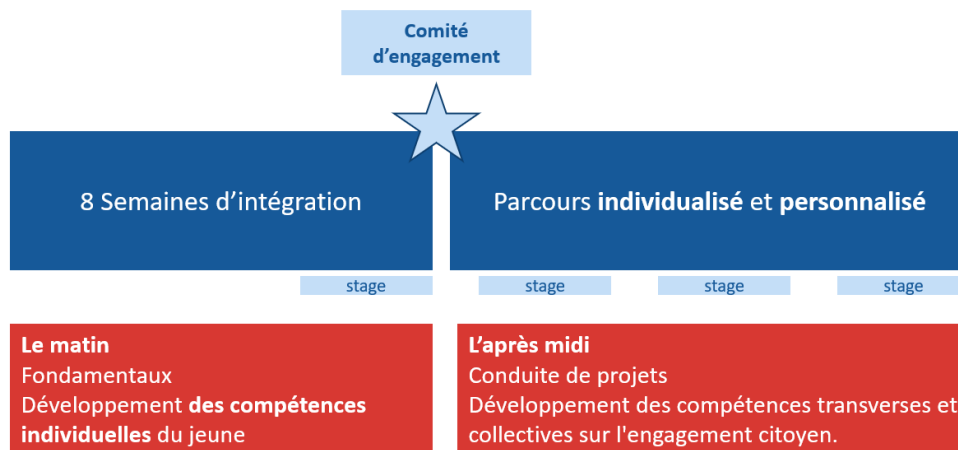 Comité
d’engagement
8 Semaines d’intégration
Parcours individualisé et personnalisé
stage
stage
stage
stage
Le matin
Fondamentaux
Développement des compétences
individuelles du jeune
L’après midi
Conduite de projets
Développement des compétences transverses et
collectives sur l'engagement citoyen.